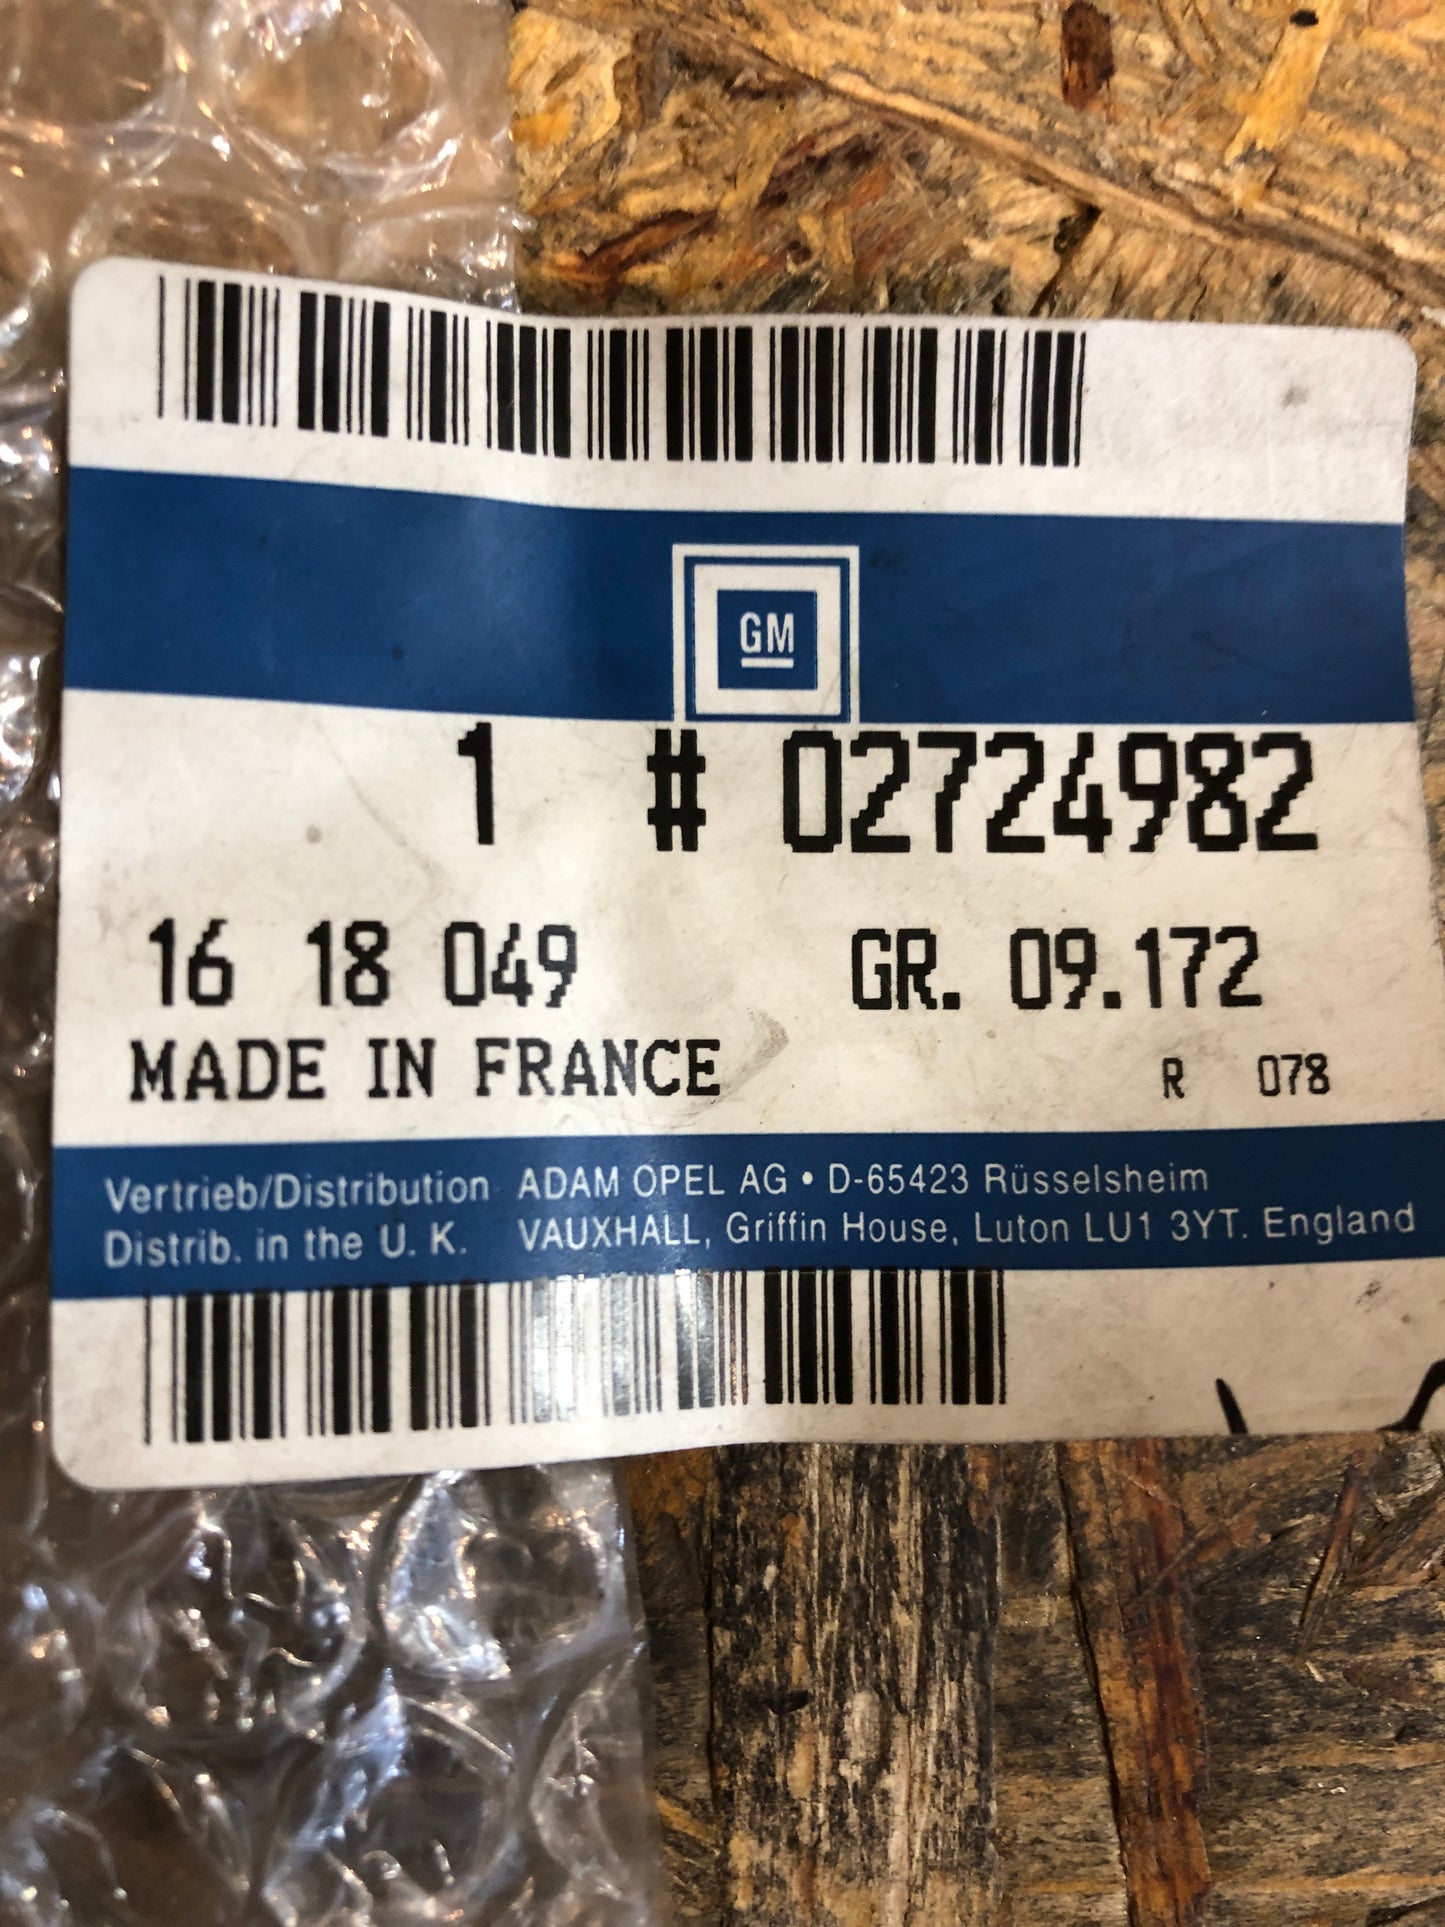 GM
1 # 02724982
16 18 049 GR. 09.172
MADE IN FRANCE R 078
Vertrieb/Distribution ADAM OPEL AG • D-65423 Rüsselsheim
Distrib. in the U. K. VAUXHALL, Griffin House, Luton LU1 3YT. England